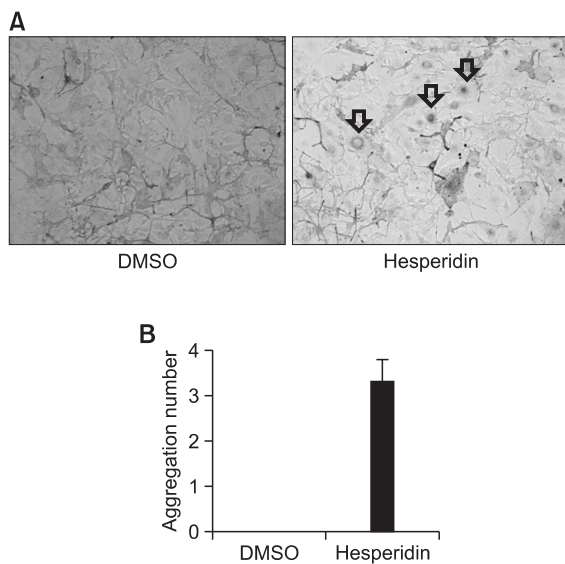 A
DMSO
Hesperidin
B
Aggregation number
4
3
2
1
0
DMSO
Hesperidin